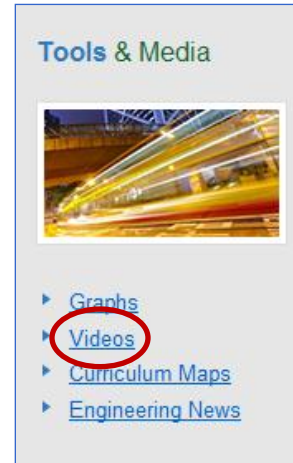 Tools & Media
Graphs
Videos
Curriculum Maps
Engineering News